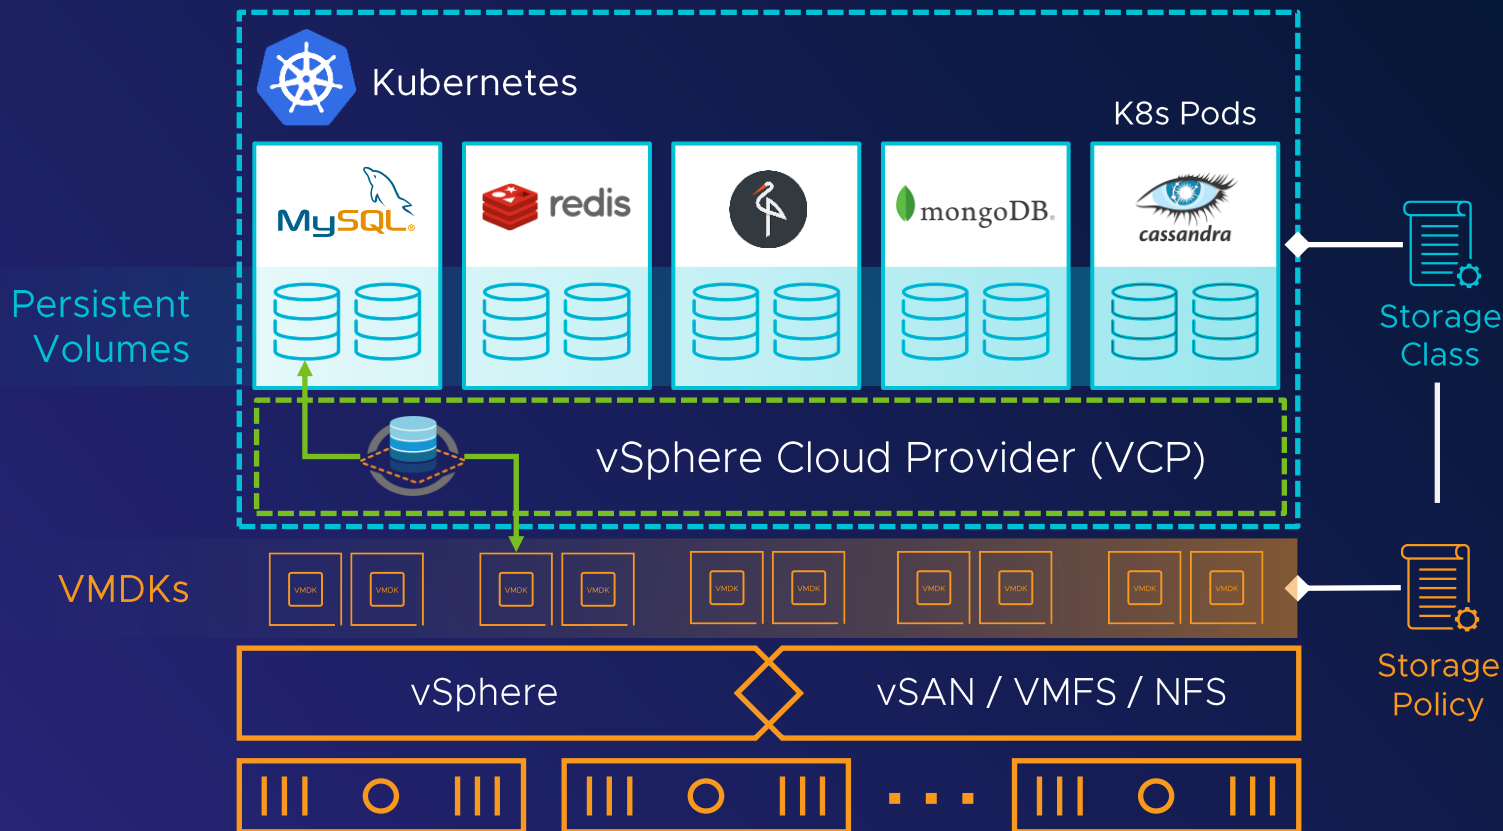 Kubernetes
K8s Pods
MySQL®
redis
mongoDB®
cassandra
Persistent
Volumes
Storage
Class
vSphere Cloud Provider (VCP)
VMDKs
VMDK
VMDK
VMDK
VMDK
VMDK
VMDK
VMDK
VMDK
VMDK
VMDK
Storage
Policy
vSphere
vSAN / VMFS / NFS